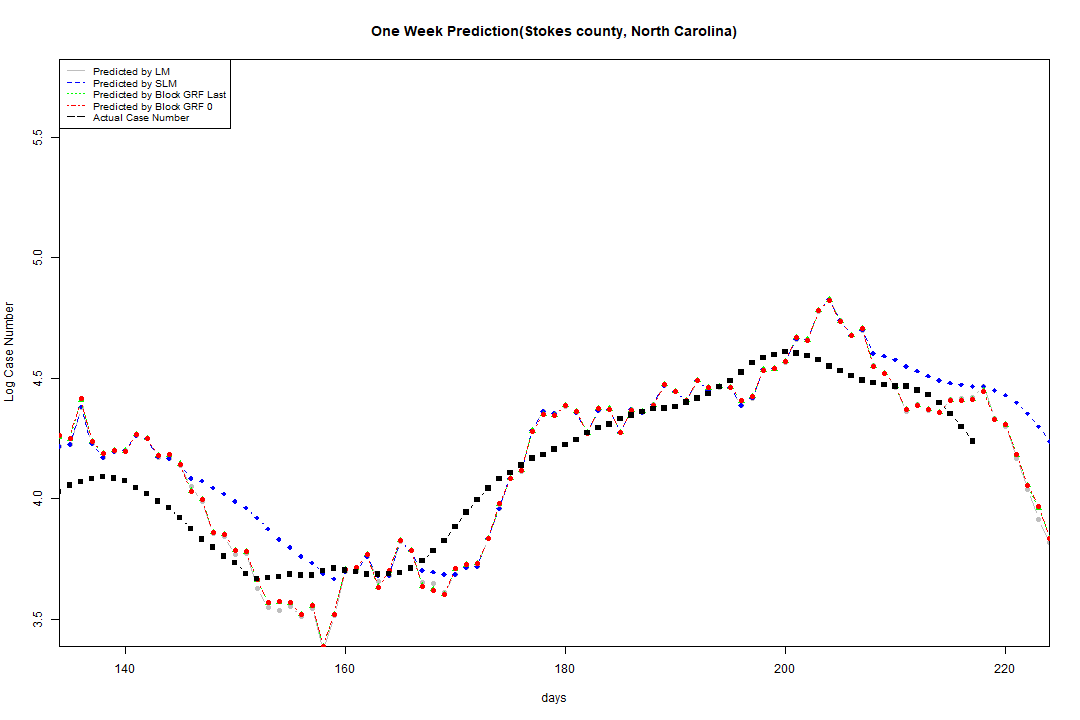 One Week Prediction(Stokes county, North Carolina)
Predicted by LM
Predicted by SLM
Predicted by Block GRF Last
Predicted by Block GRF 0
Actual Case Number
5.5
5.0
4.5
4.0
3.5
Log Case Number
140 160 180 200 220
days